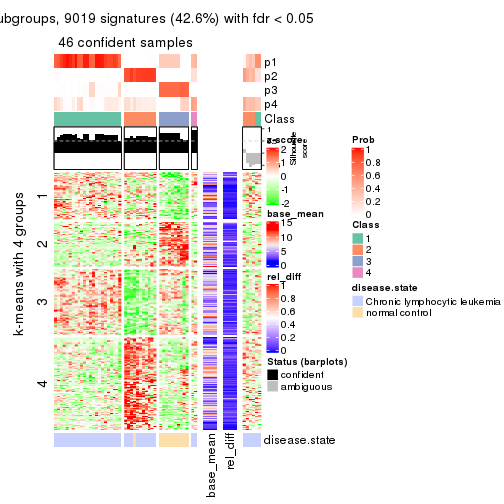 ubgroups, 9019 signatures (42.6%) with fdr < 0.05
46 confident samples
p1
p2
p3
p4
Class
1
Silhouette
score
k-means with 4 groups
1
2
3
4
z-score
2
1
0
-1
-2
base_mean
15
10
5
0
rel_diff
1
0.8
0.6
0.4
0.2
0
Status (barplots)
confident
ambiguous
Prob
1
0.8
0.6
0.4
0.2
0
Class
1
2
3
4
disease.state
Chronic lymphocytic leukemia
normal control
disease.state
base_mean
rel_diff